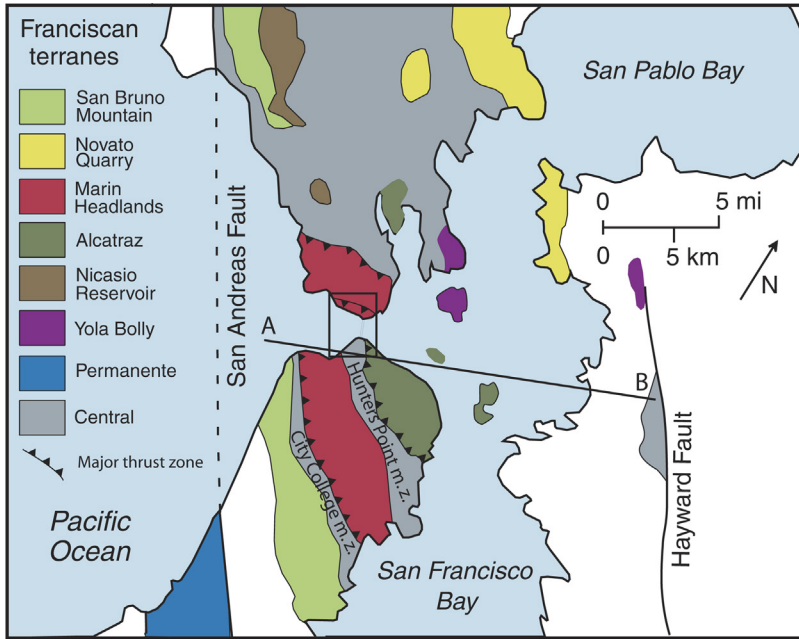 Franciscan
terranes
San Bruno
Mountain
Novato
Quarry
Marin
Headlands
Alcatraz
Nicasio
Reservoir
Yola Bolly
Permanente
Central
Major thrust zone
Pacific
Ocean
San Andreas Fault
San Pablo Bay
0
5 mi
0
5 km
N
A
B
Hunters Point m.z.
City College m.z.
San Francisco
Bay
Hayward Fault